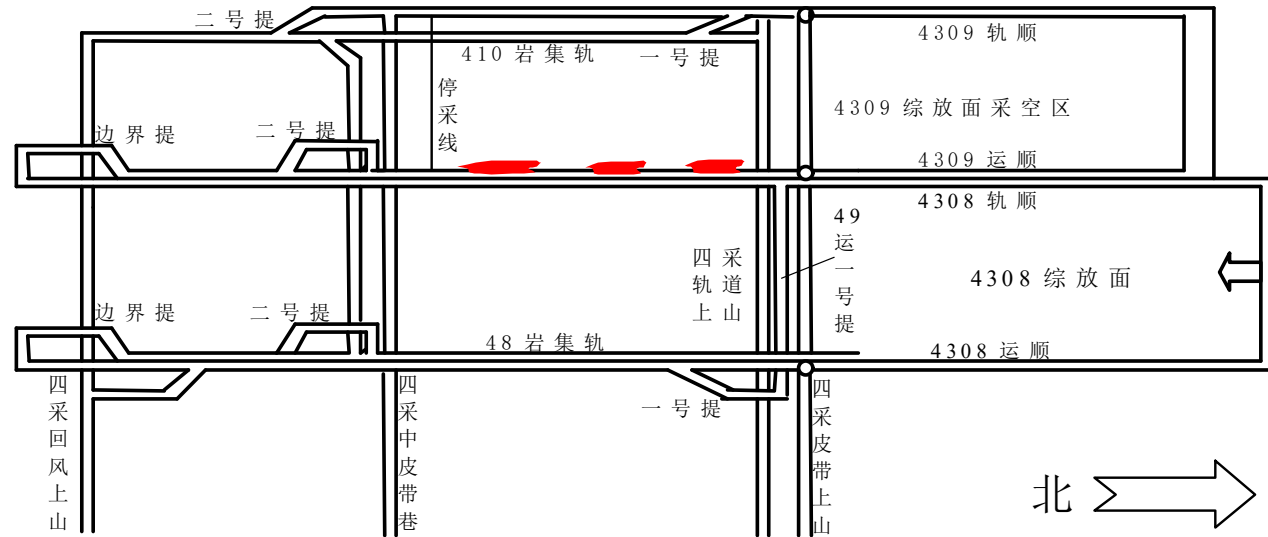 二号提
4309 轨顺
410 岩集轨
一号提
停采线
4309 综放面采空区
边界提
二号提
4309 运顺
4308 轨顺
49运一号提
四采轨道上山
4308 综放面
边界提
二号提
48 岩集轨
4308 运顺
四采回风上山
四采中皮带巷
一号提
四采皮带上山
北